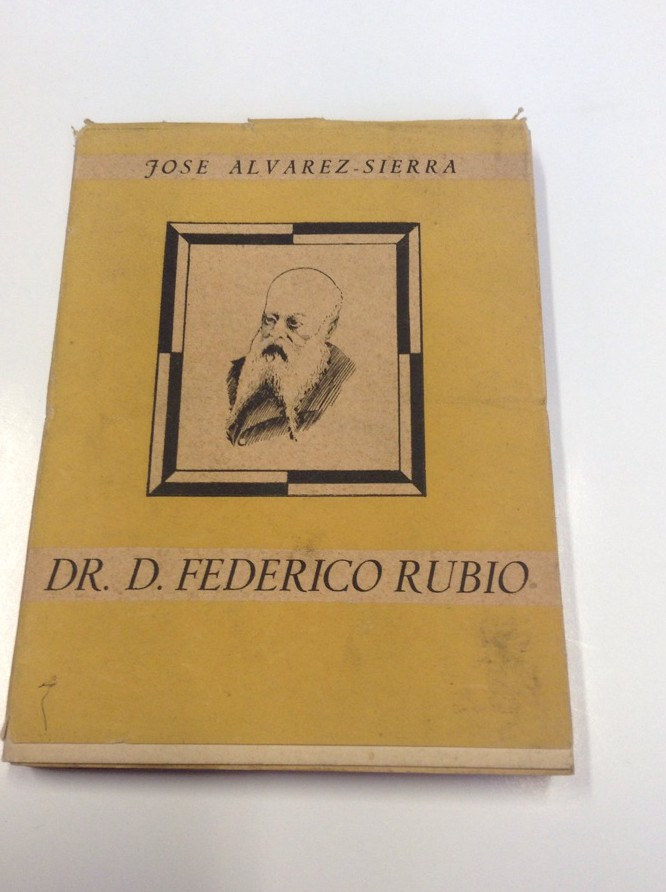 JOSE ALVAREZ-SIERRA
DR. D. FEDERICO RUBIO